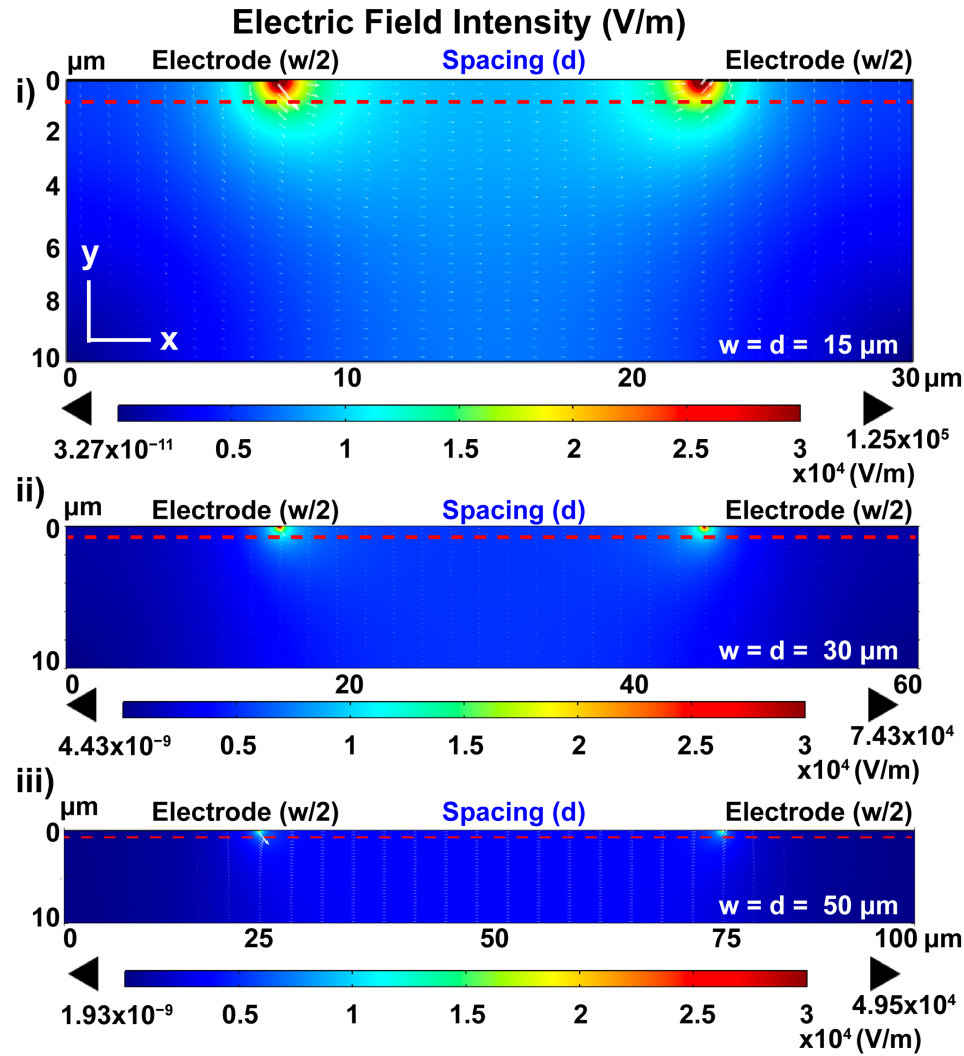 Electric Field Intensity (V/m)
µm Electrode (w/2) Spacing (d) Electrode (w/2)
i)
0
2
4
6
8
10
y
x
w = d = 15 µm
0 10 20 30 µm
3.27x10⁻¹¹ 0.5 1 1.5 2 2.5 3 1.25x10⁵
x10⁴ (V/m)
ii)
µm Electrode (w/2) Spacing (d) Electrode (w/2)
0
10
w = d = 30 µm
0 20 40 60
4.43x10⁻⁹ 0.5 1 1.5 2 2.5 3 7.43x10⁴
x10⁴ (V/m)
iii)
µm Electrode (w/2) Spacing (d) Electrode (w/2)
0
10
w = d = 50 µm
0 25 50 75 100 µm
1.93x10⁻⁹ 0.5 1 1.5 2 2.5 3 4.95x10⁴
x10⁴ (V/m)